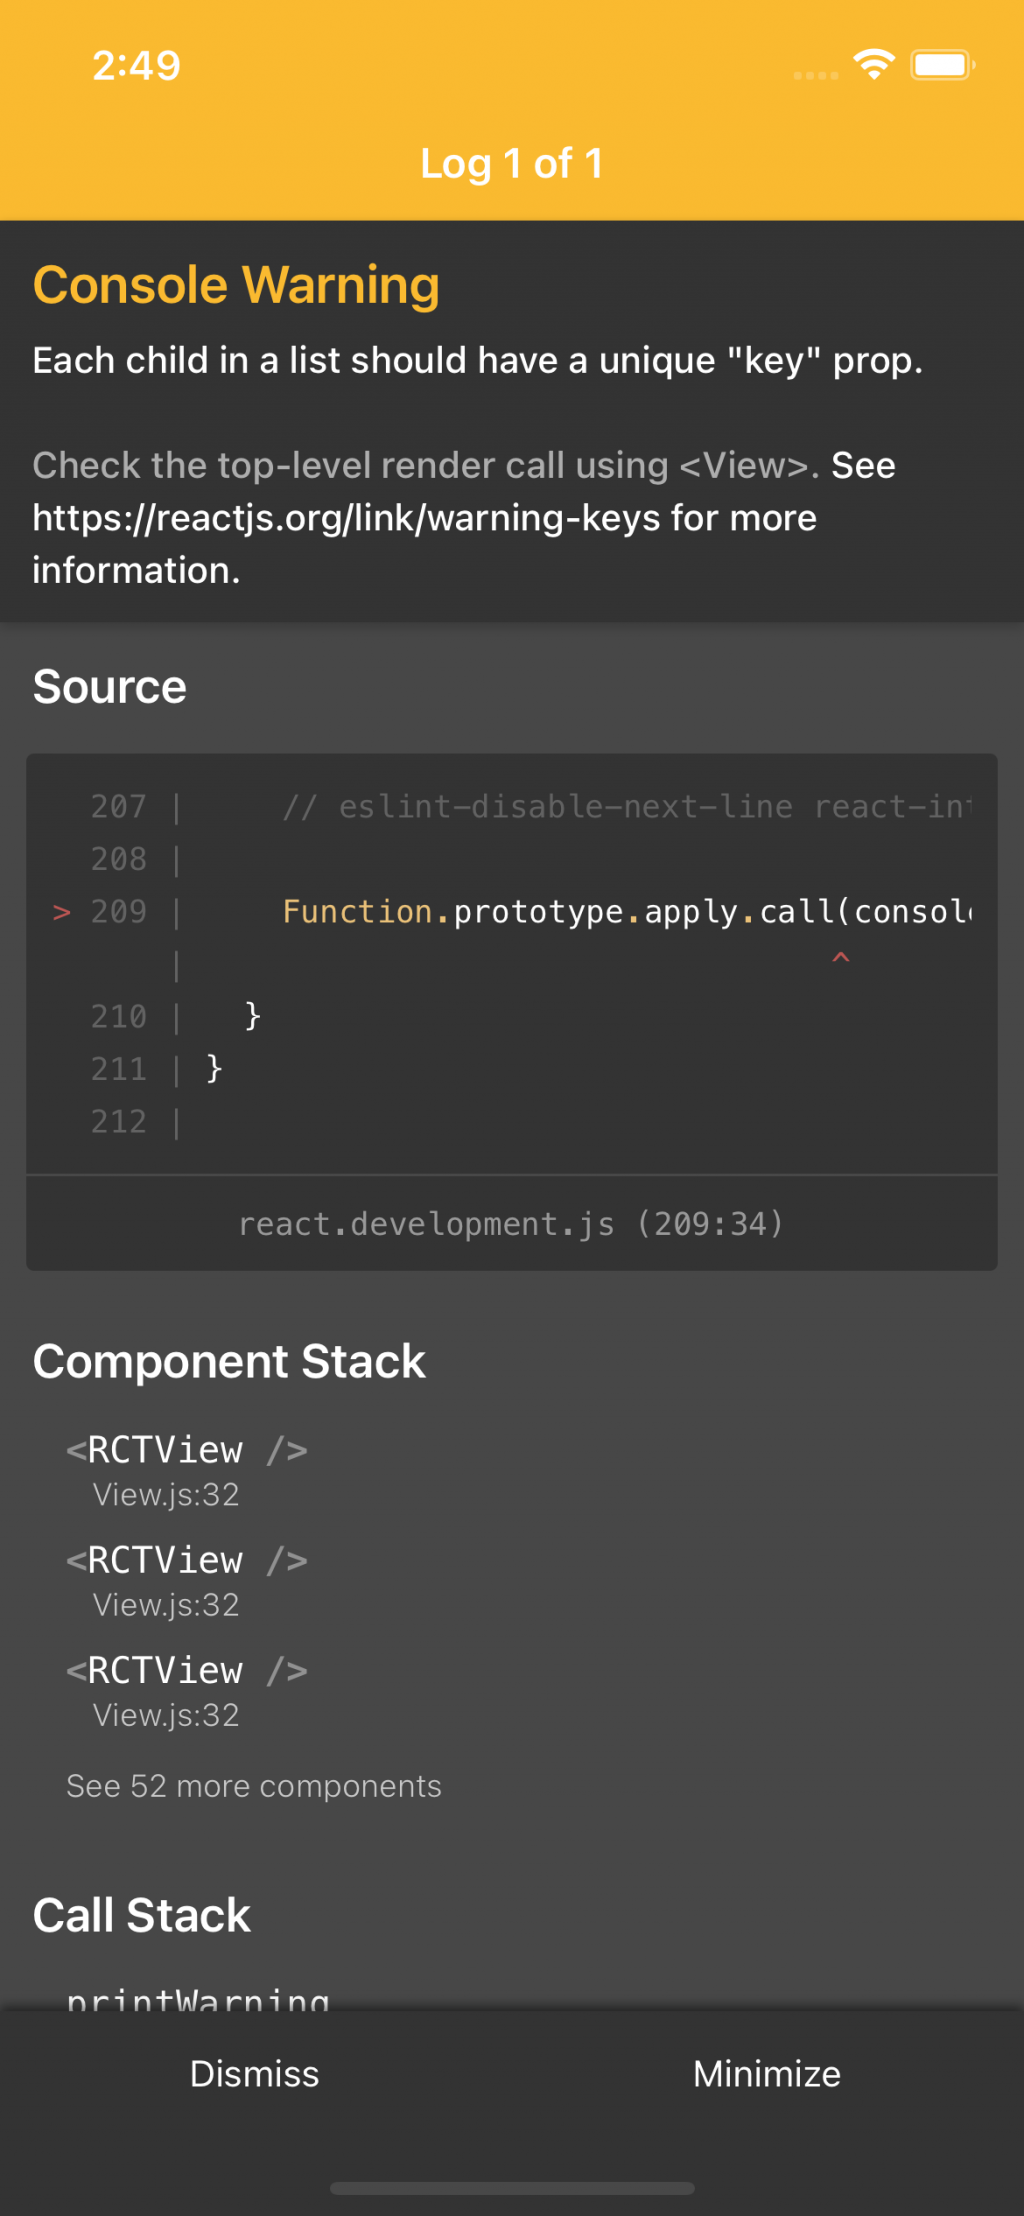 2:49
Log 1 of 1
Console Warning
Each child in a list should have a unique "key" prop.
Check the top-level render call using <View>. See
https://reactjs.org/link/warning-keys for more
information.
Source
207 | // eslint-disable-next-line react-int
208 |
> 209 | Function.prototype.apply.call(console
| ^
210 | }
211 | }
212 |
react.development.js (209:34)
Component Stack
<RCTView />
View.js:32
<RCTView />
View.js:32
<RCTView />
View.js:32
See 52 more components
Call Stack
printWarning
Dismiss
Minimize